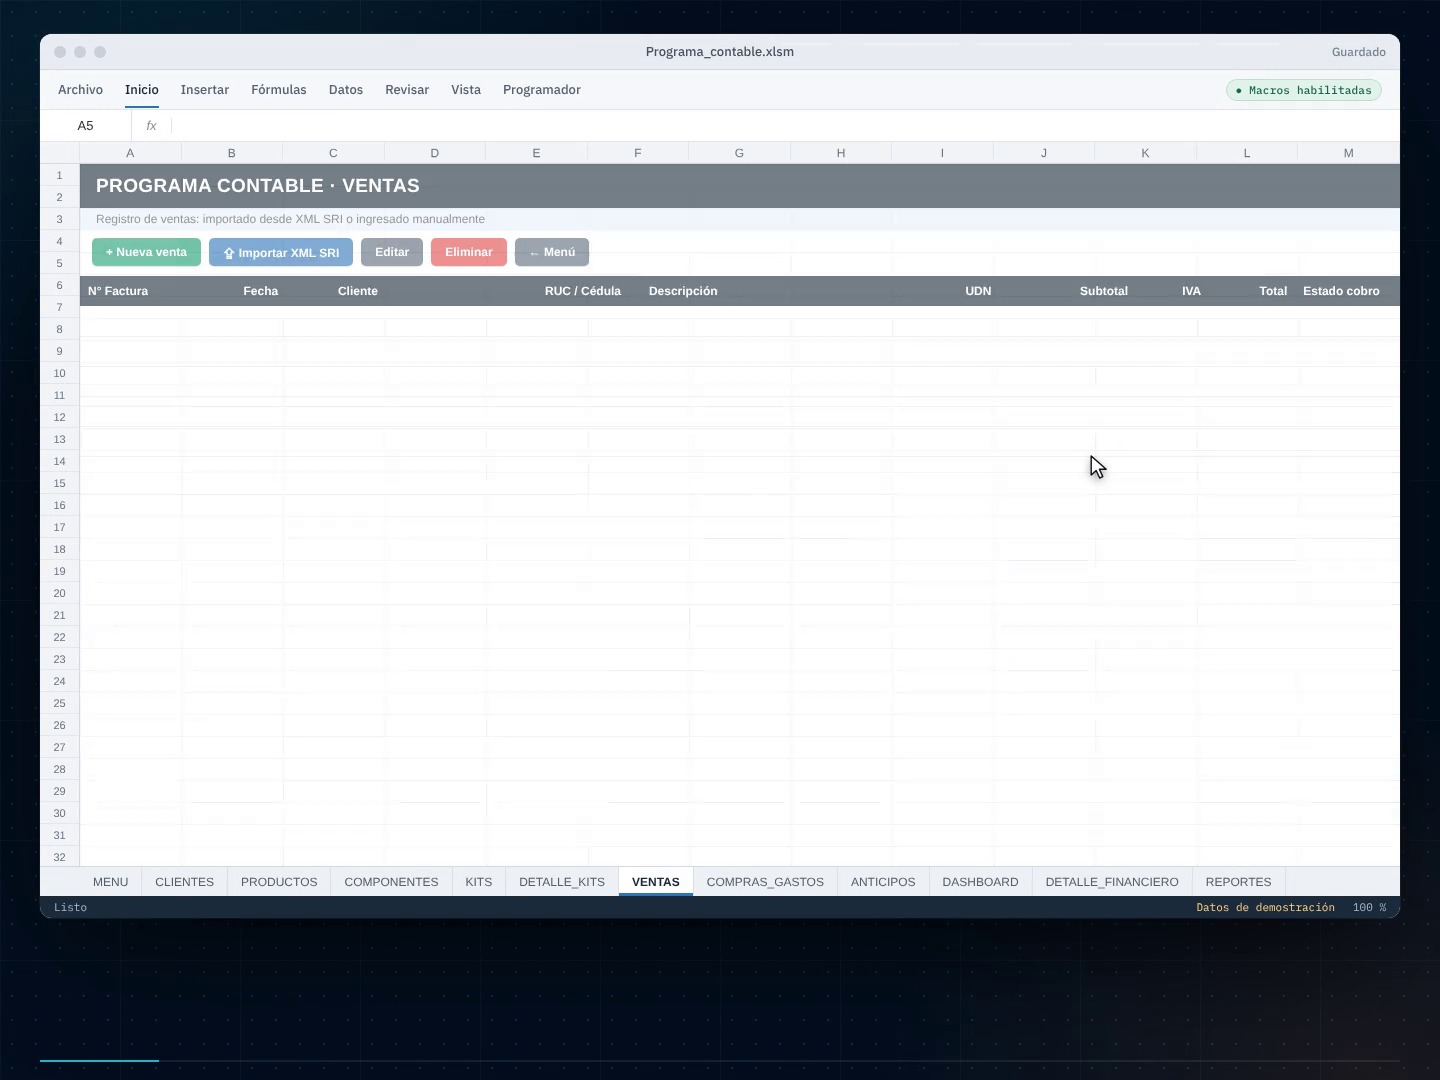 Programa_contable.xlsm
Guardado
Archivo Inicio Insertar Fórmulas Datos Revisar Vista Programador
● Macros habilitadas
A5 fx
A B C D E F G H I J K L M
1
PROGRAMA CONTABLE · VENTAS
2
3 Registro de ventas: importado desde XML SRI o ingresado manualmente
4
+ Nueva venta ⇪ Importar XML SRI Editar Eliminar ← Menú
5
6 N° Factura Fecha Cliente RUC / Cédula Descripción UDN Subtotal IVA Total Estado cobro
7
8
9
10
11
12
13
14
15
16
17
18
19
20
21
22
23
24
25
26
27
28
29
30
31
32
MENU CLIENTES PRODUCTOS COMPONENTES KITS DETALLE_KITS VENTAS COMPRAS_GASTOS ANTICIPOS DASHBOARD DETALLE_FINANCIERO REPORTES
Listo Datos de demostración 100 %